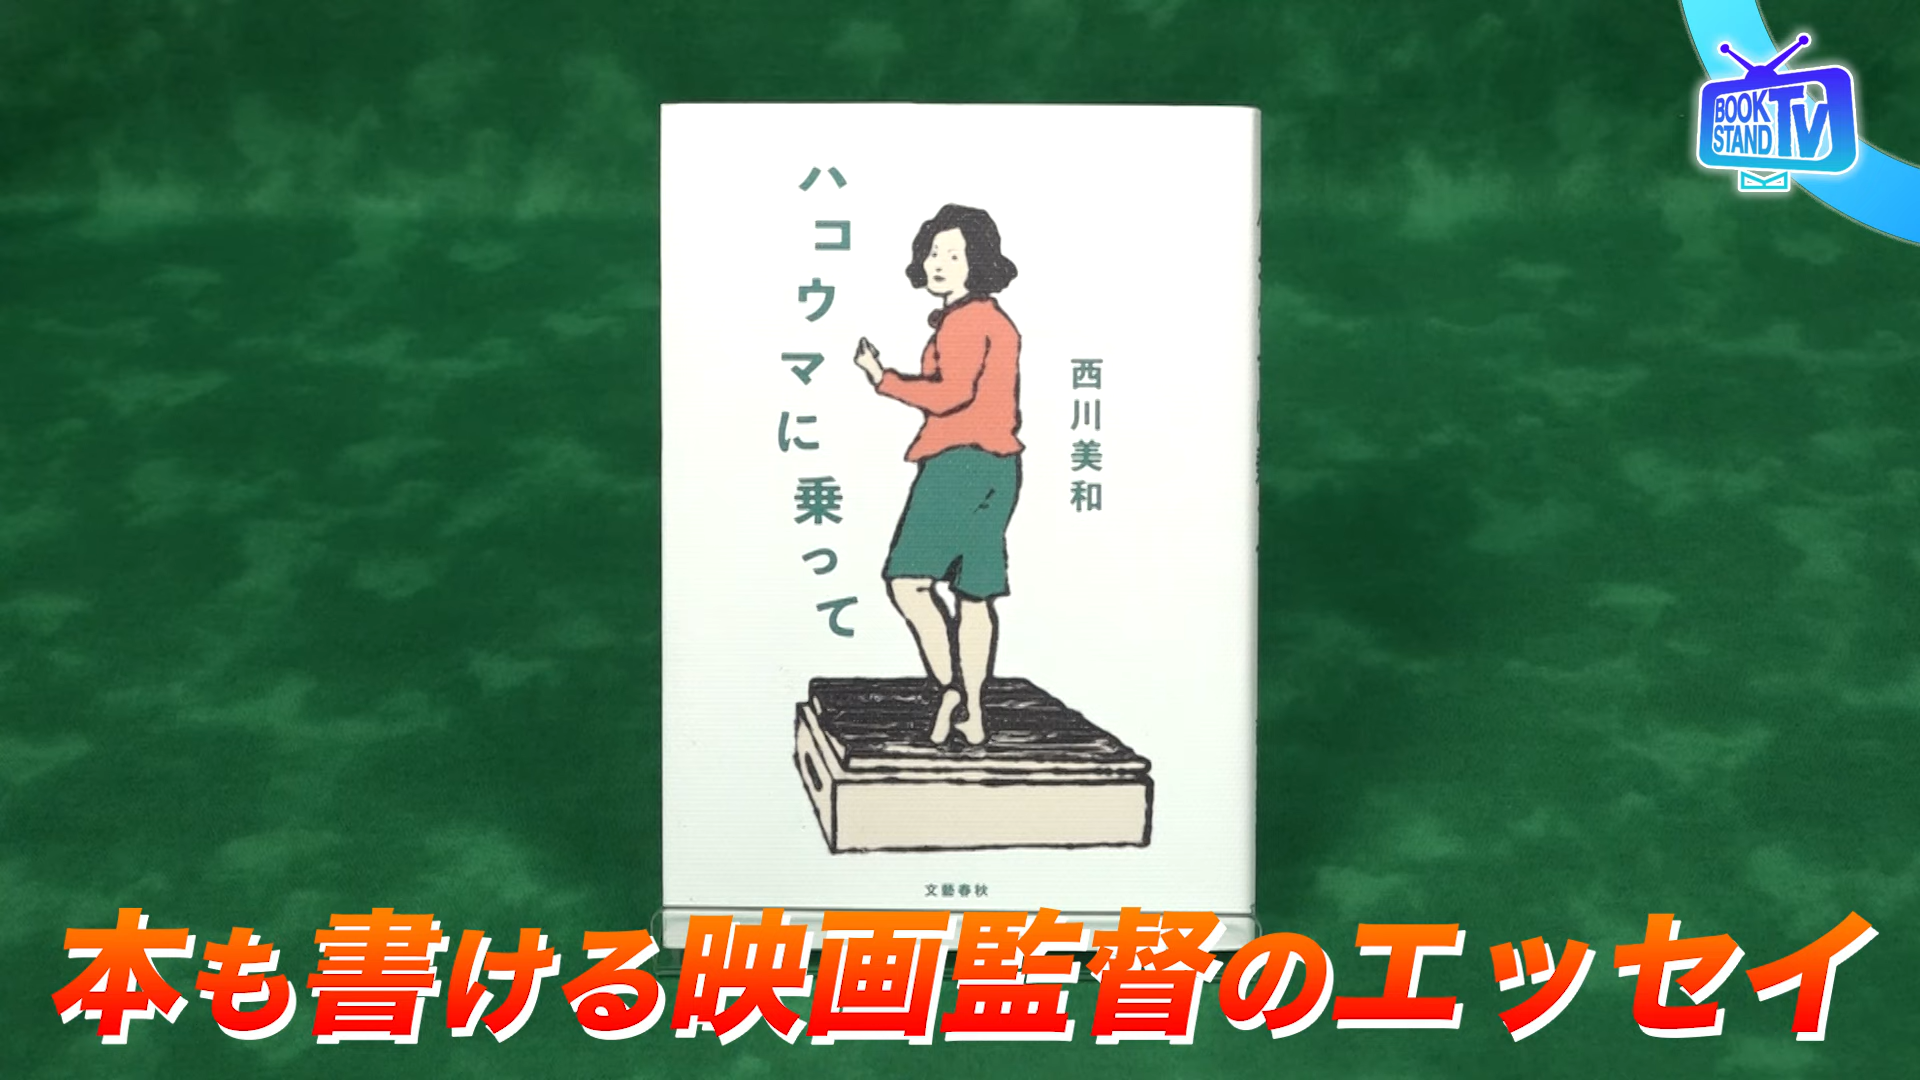 BOOK
STAND
TV
ハコウマに乗って
西川美和
文藝春秋
本も書ける映画監督のエッセイ